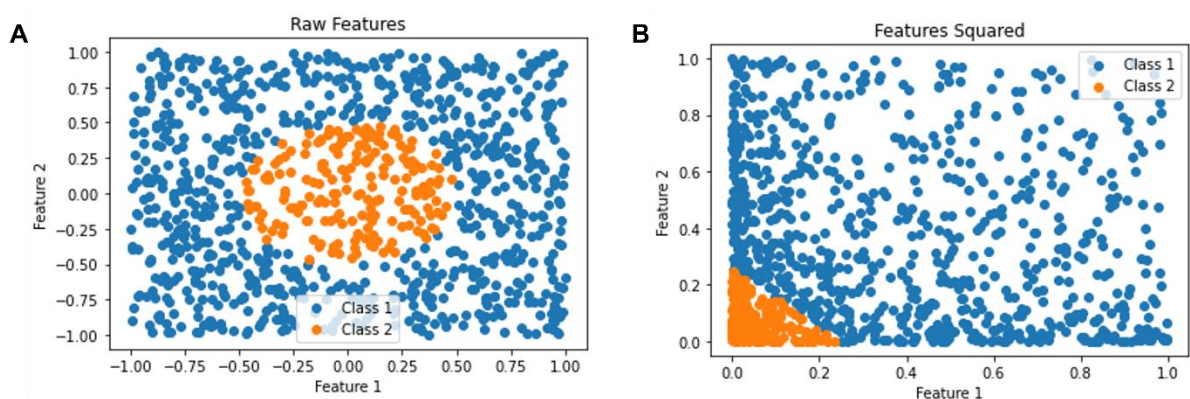 A
Raw Features
1.00
0.75
0.50
0.25
0.00
−0.25
−0.50
−0.75
−1.00
Feature 2
Class 1
Class 2
−1.00 −0.75 −0.50 −0.25 0.00 0.25 0.50 0.75 1.00
Feature 1
B
Features Squared
1.0
0.8
0.6
0.4
0.2
0.0
Feature 2
Class 1
Class 2
0.0 0.2 0.4 0.6 0.8 1.0
Feature 1